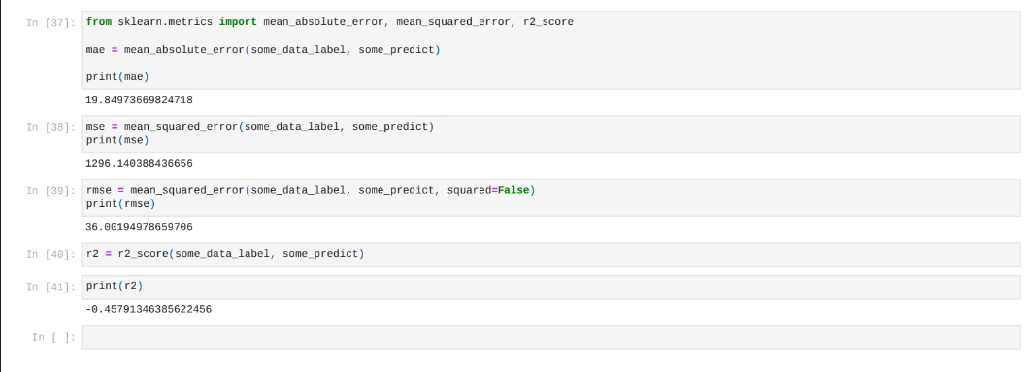 In [37]: from sklearn.metrics import mean_absolute_error, mean_squared_error, r2_score
mae = mean_absolute_error(some_data_label, some_predict)
print(mae)
19.84973669824718
In [38]: mse = mean_squared_error(some_data_label, some_predict)
print(mse)
1296.140388436656
In [39]: rmse = mean_squared_error(some_data_label, some_predict, squared=False)
print(rmse)
36.00194978659706
In [40]: r2 = r2_score(some_data_label, some_predict)
In [41]: print(r2)
-0.45791346385622456
In [ ]: